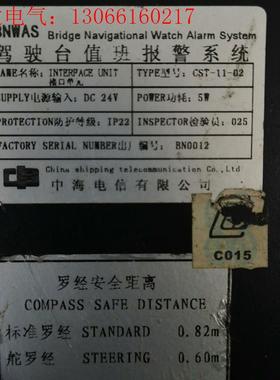 电气：13066160217
BNWAS Bridge Navigational Watch Alarm System
驾驶台值班报警系统
NAME名称: INTERFACE UNIT TYPE型号: CST-11-02
接口单元
SUPPLY电源输入: DC 24V POWER功耗: 5W
PROTECTION防护等级: IP22 INSPECTOR检验员: 025
FACTORY SERIAL NUMBER出厂编号: BN0012
China shipping telecommunication Co.,Ltd
中海电信有限公司
C015
罗经安全距离
COMPASS SAFE DISTANCE
标准罗经 STANDARD 0.82m
舵罗经 STEERING 0.60m